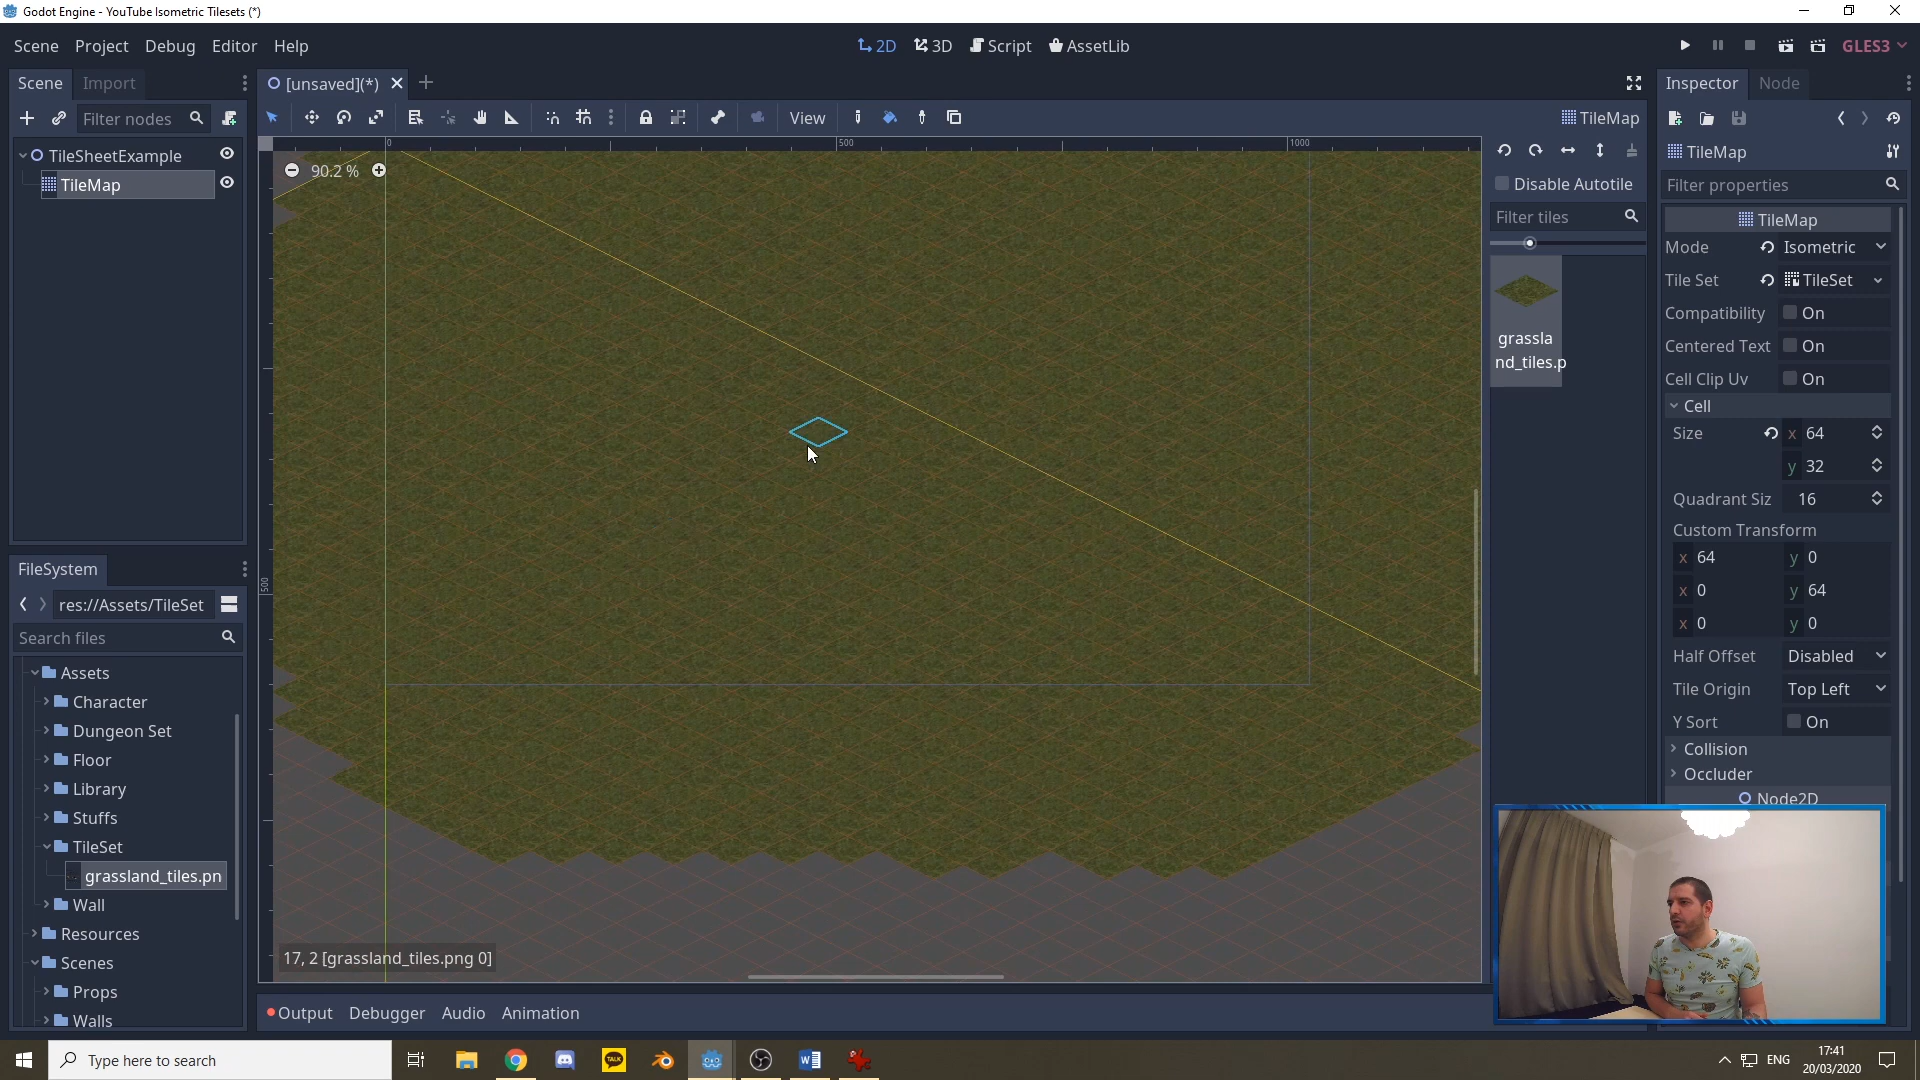 Godot Engine - YouTube Isometric Tilesets (*)
Scene Project Debug Editor Help
2D 3D Script AssetLib
GLES3
Scene Import
[unsaved](*)
Inspector Node
Filter nodes
View
TileMap
TileSheetExample
TileMap
0 500 1000
90.2 %
Disable Autotile
Filter tiles
grassla
nd_tiles.p
500
17, 2 [grassland_tiles.png 0]
Output Debugger Audio Animation
TileMap
Filter properties
TileMap
Mode Isometric
Tile Set TileSet
Compatibility On
Centered Text On
Cell Clip Uv On
Cell
Size x 64
y 32
Quadrant Siz 16
Custom Transform
x 64 y 0
x 0 y 64
x 0 y 0
Half Offset Disabled
Tile Origin Top Left
Y Sort On
Collision
Occluder
Node2D
FileSystem
res://Assets/TileSet
Search files
Assets
Character
Dungeon Set
Floor
Library
Stuffs
TileSet
grassland_tiles.pn
Wall
Resources
Scenes
Props
Walls
Type here to search
TALK
ENG
17:41
20/03/2020